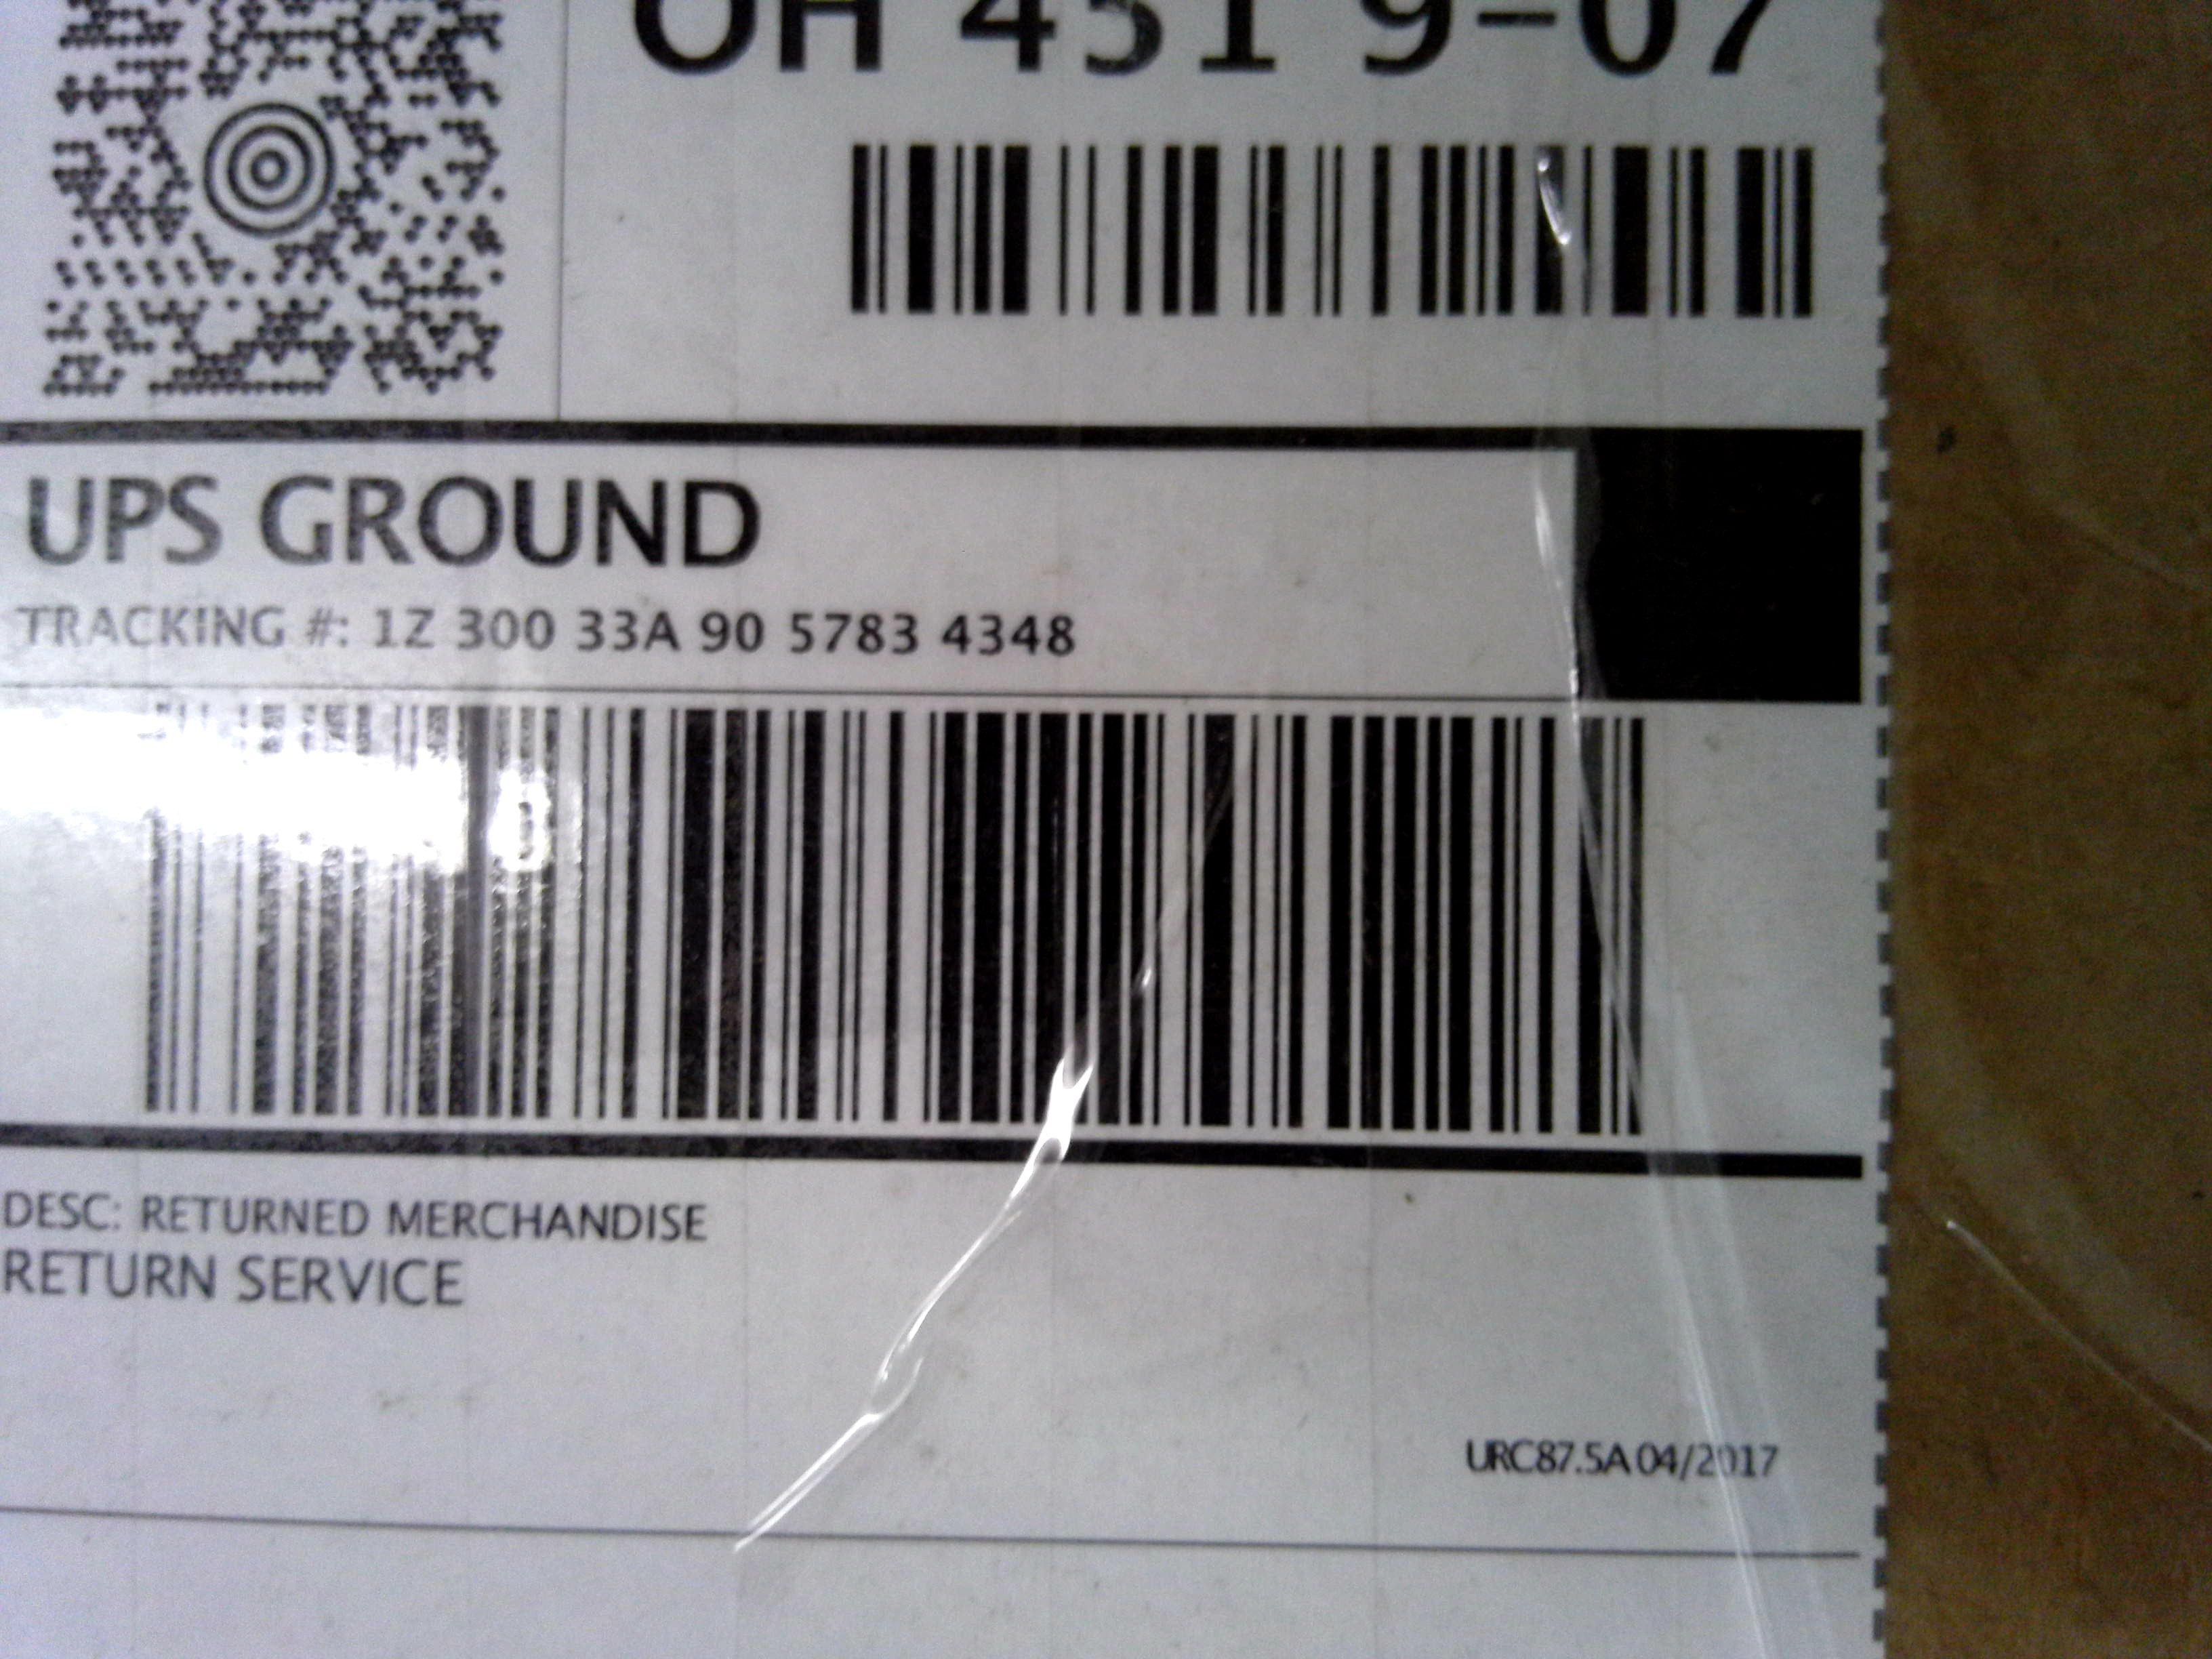 OH 451 9-07
UPS GROUND
TRACKING #: 1Z 300 33A 90 5783 4348
DESC: RETURNED MERCHANDISE
RETURN SERVICE
URC87.5A 04/2017